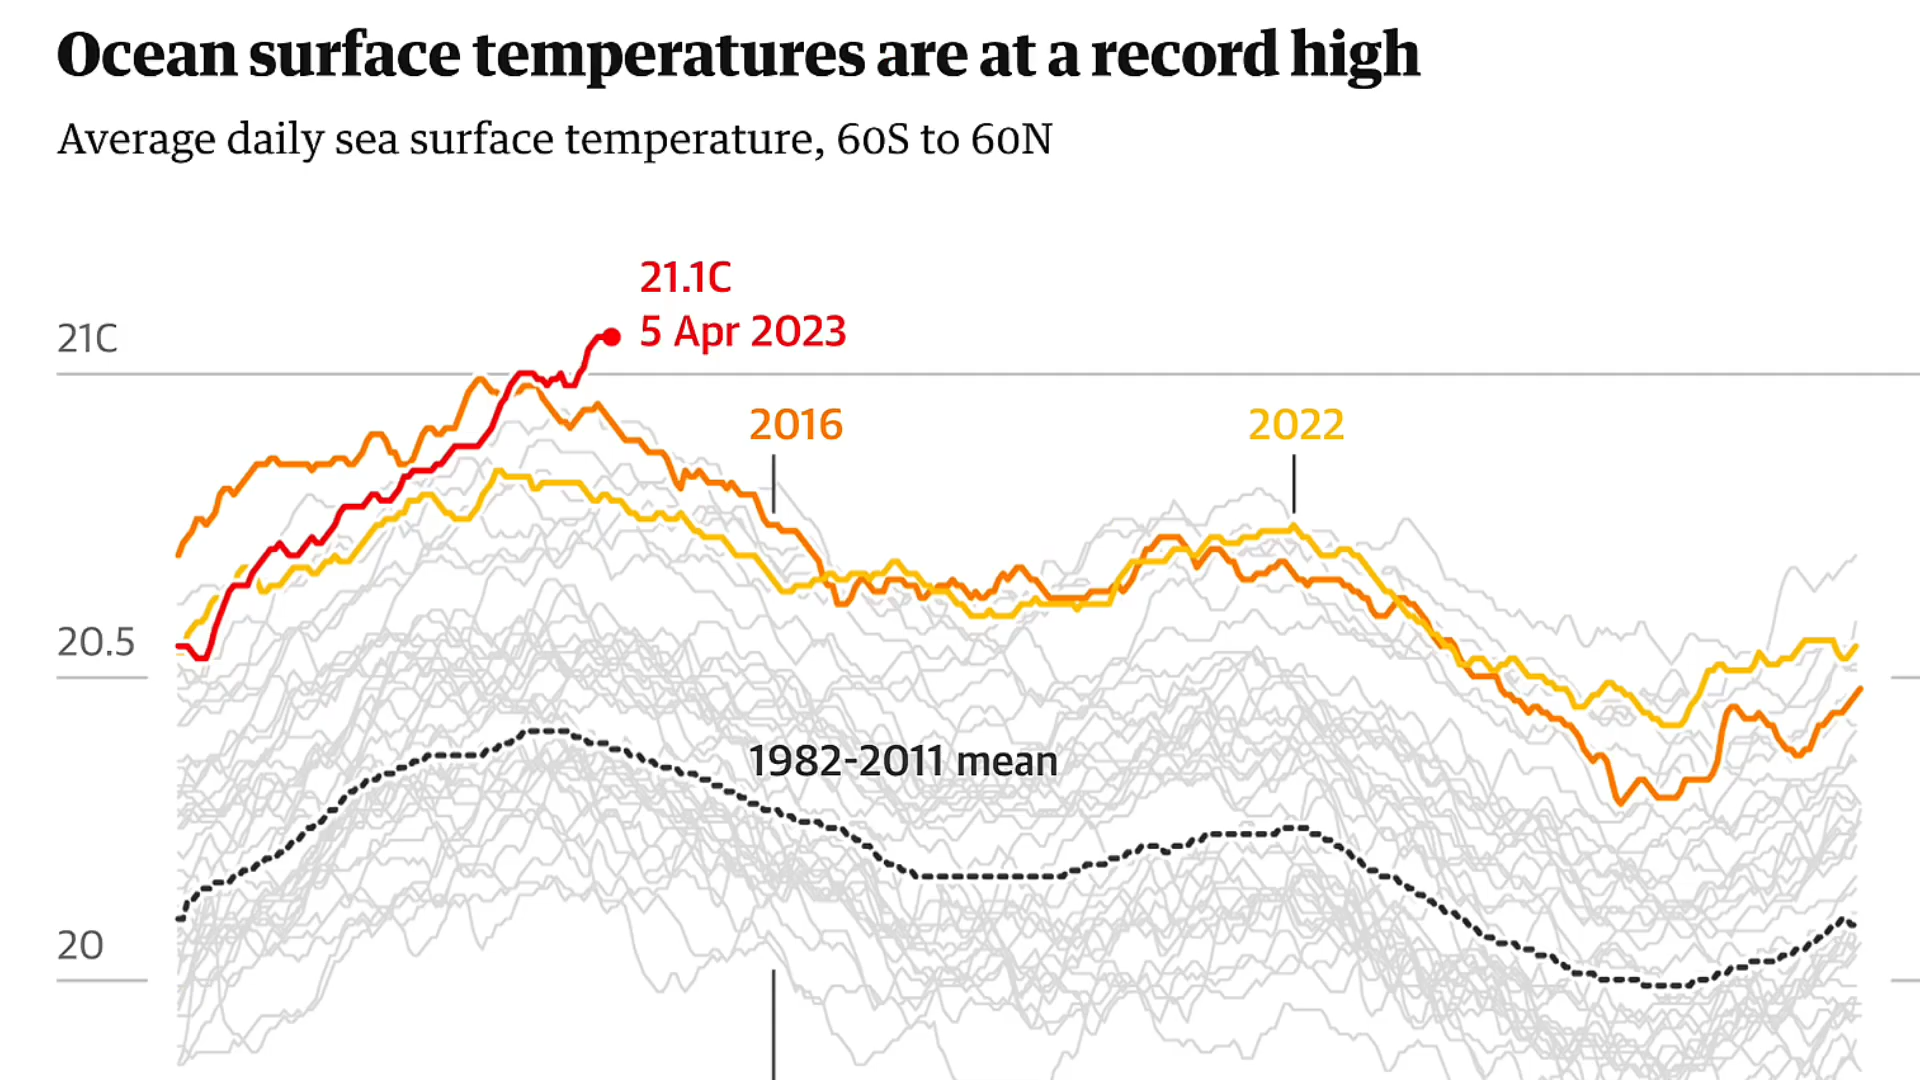 Ocean surface temperatures are at a record high
Average daily sea surface temperature, 60S to 60N
21.1C
5 Apr 2023
21C
2016
2022
20.5
1982-2011 mean
20